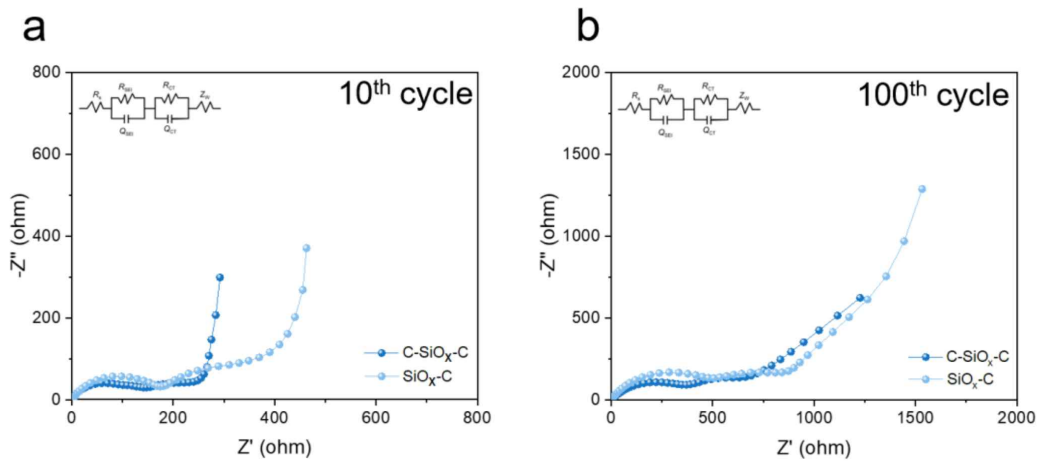 a
800
600
400
200
0
-Z" (ohm)
0 200 400 600 800
Z' (ohm)
10th cycle
Rs RSEI RCT ZW
QSEI QCT
C-SiOX-C
SiOX-C
b
2000
1500
1000
500
0
-Z" (ohm)
0 500 1000 1500 2000
Z' (ohm)
100th cycle
Rs RSEI RCT ZW
QSEI QCT
C-SiOx-C
SiOx-C